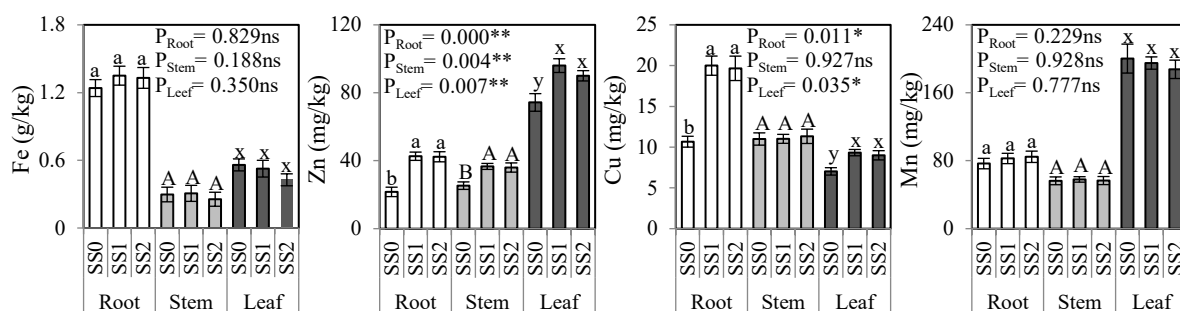 Fe (g/kg)
1.8
1.2
0.6
0
P_Root= 0.829ns
P_Stem= 0.188ns
P_Leef= 0.350ns
a a a A A A x x x
SS0 SS1 SS2 SS0 SS1 SS2 SS0 SS1 SS2
Root Stem Leaf
Zn (mg/kg)
120
80
40
0
P_Root= 0.000**
P_Stem= 0.004**
P_Leef= 0.007**
b a a B A A y x x
SS0 SS1 SS2 SS0 SS1 SS2 SS0 SS1 SS2
Root Stem Leaf
Cu (mg/kg)
25
20
15
10
5
0
P_Root= 0.011*
P_Stem= 0.927ns
P_Leef= 0.035*
b a a A A A y x x
SS0 SS1 SS2 SS0 SS1 SS2 SS0 SS1 SS2
Root Stem Leaf
Mn (mg/kg)
240
160
80
0
P_Root= 0.229ns
P_Stem= 0.928ns
P_Leef= 0.777ns
a a a A A A x x x
SS0 SS1 SS2 SS0 SS1 SS2 SS0 SS1 SS2
Root Stem Leaf